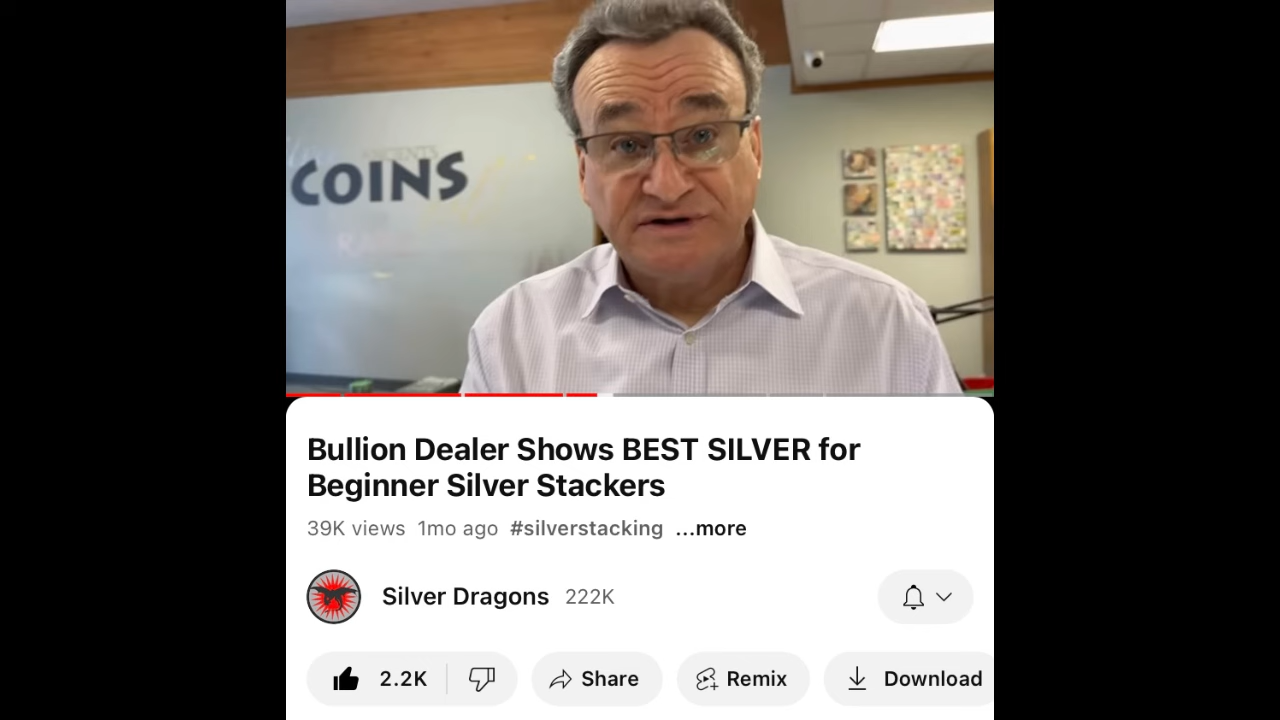 COINS
Bullion Dealer Shows BEST SILVER for
Beginner Silver Stackers
39K views 1mo ago #silverstacking ...more
Silver Dragons 222K
2.2K Share Remix Download